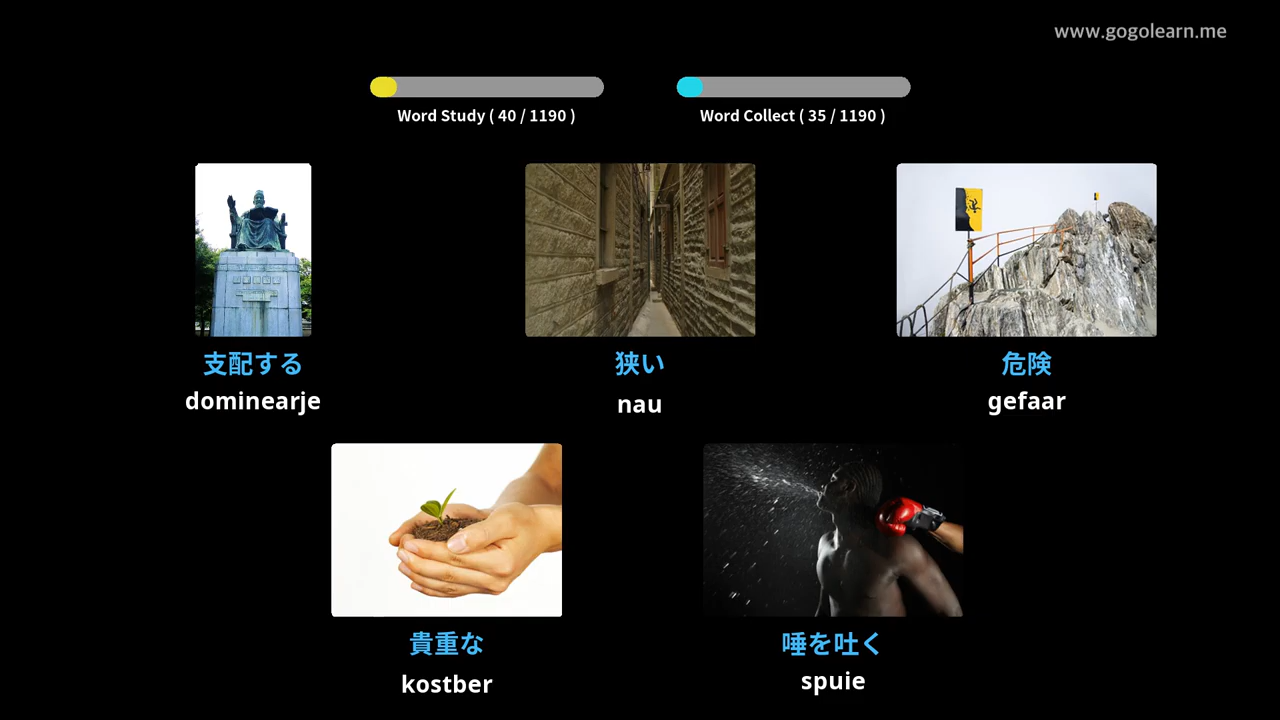 www.gogolearn.me
Word Study ( 40 / 1190 )
Word Collect ( 35 / 1190 )
支配する
dominearje
狭い
nau
危険
gefaar
貴重な
kostber
唾を吐く
spuie